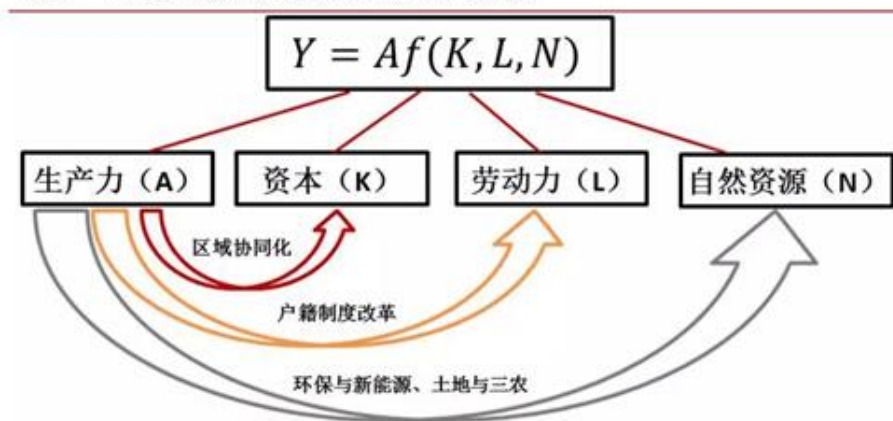 Y = Af(K, L, N)
生产力（A） 资本（K） 劳动力（L） 自然资源（N）
区域协同化
户籍制度改革
环保与新能源、土地与三农